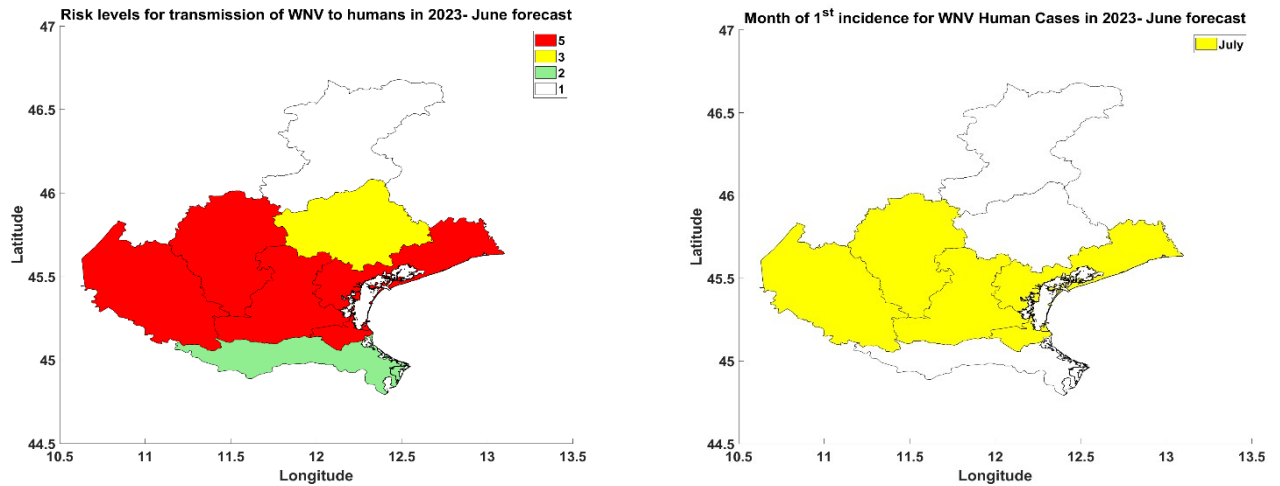 Risk levels for transmission of WNV to humans in 2023- June forecast
47
5
3
2
1
46.5
46
Latitude
45.5
45
44.5
10.5 11 11.5 12 12.5 13 13.5
Longitude
Month of 1st incidence for WNV Human Cases in 2023- June forecast
47
July
46.5
46
Latitude
45.5
45
44.5
10.5 11 11.5 12 12.5 13 13.5
Longitude